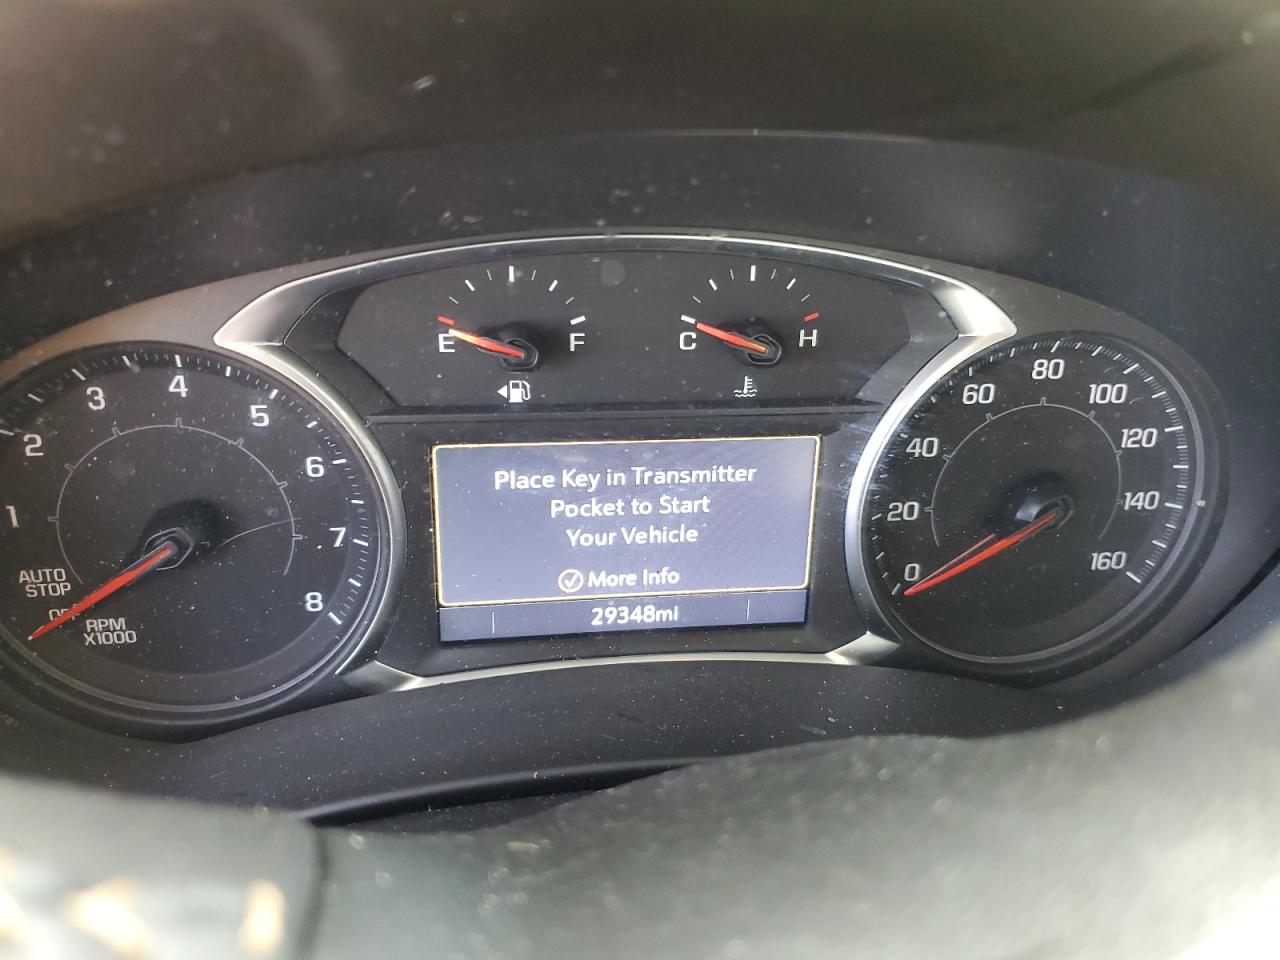 E F
C H
1
2
3
4
5
6
7
8
AUTO
STOP
OFF
RPM
X1000
Place Key in Transmitter
Pocket to Start
Your Vehicle
More Info
29348mi
0
20
40
60
80
100
120
140
160